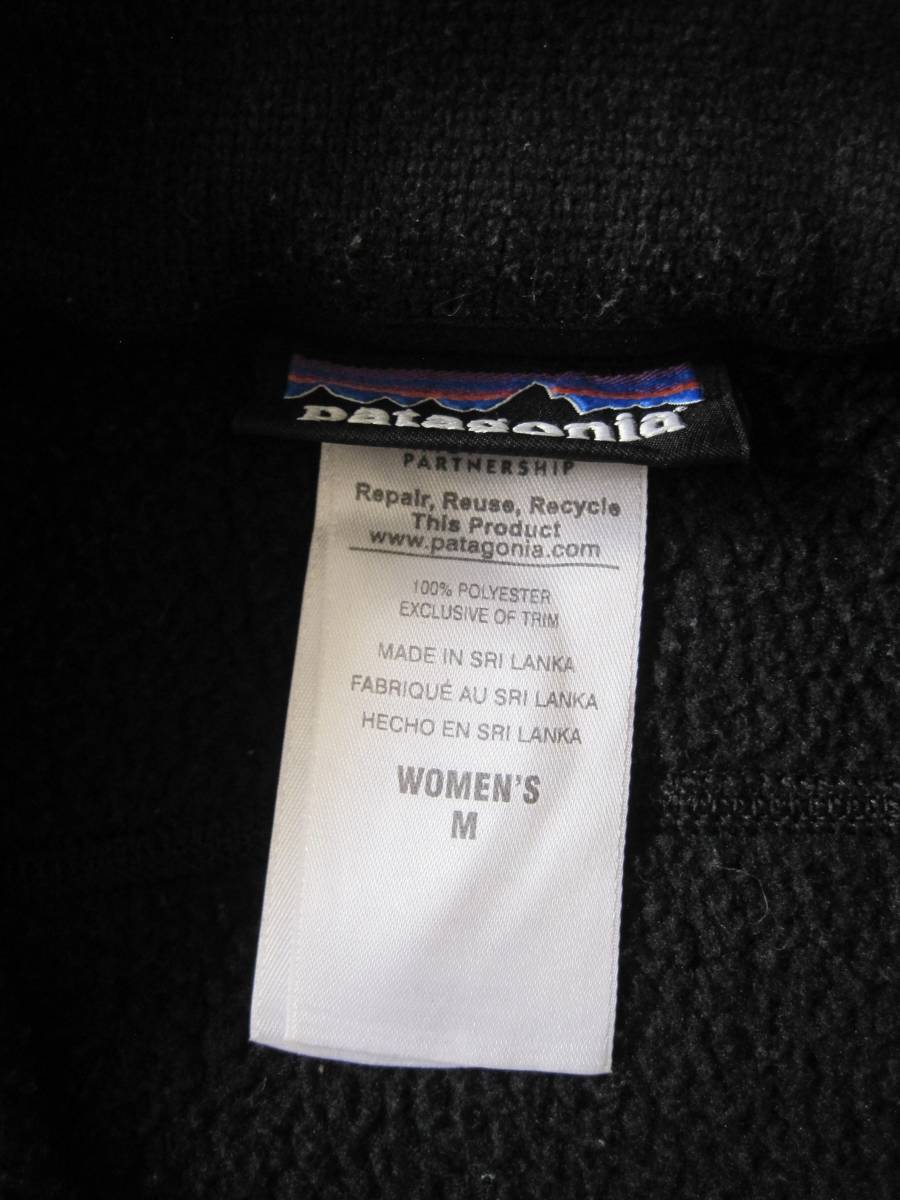 patagonia
PARTNERSHIP
Repair, Reuse, Recycle
This Product
www.patagonia.com
100% POLYESTER
EXCLUSIVE OF TRIM
MADE IN SRI LANKA
FABRIQUÉ AU SRI LANKA
HECHO EN SRI LANKA
WOMEN'S
M